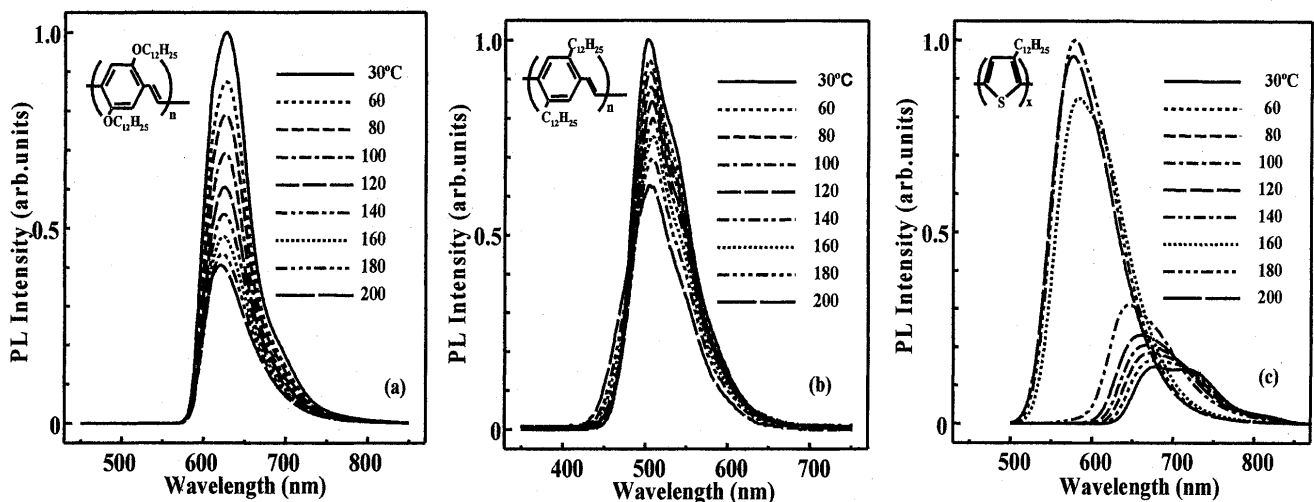 PL Intensity (arb.units)
1.0
0.5
0
OC12H25
OC12H25
n
30°C
60
80
100
120
140
160
180
200
(a)
500 600 700 800
Wavelength (nm)
PL Intensity (arb.units)
1.0
0.5
0
C12H25
C12H25
n
30°C
60
80
100
120
140
160
180
200
(b)
400 500 600 700
Wavelength (nm)
PL Intensity (arb.units)
1.0
0.5
0
C12H25
S
x
30°C
60
80
100
120
140
160
180
200
(c)
500 600 700 800
Wavelength (nm)